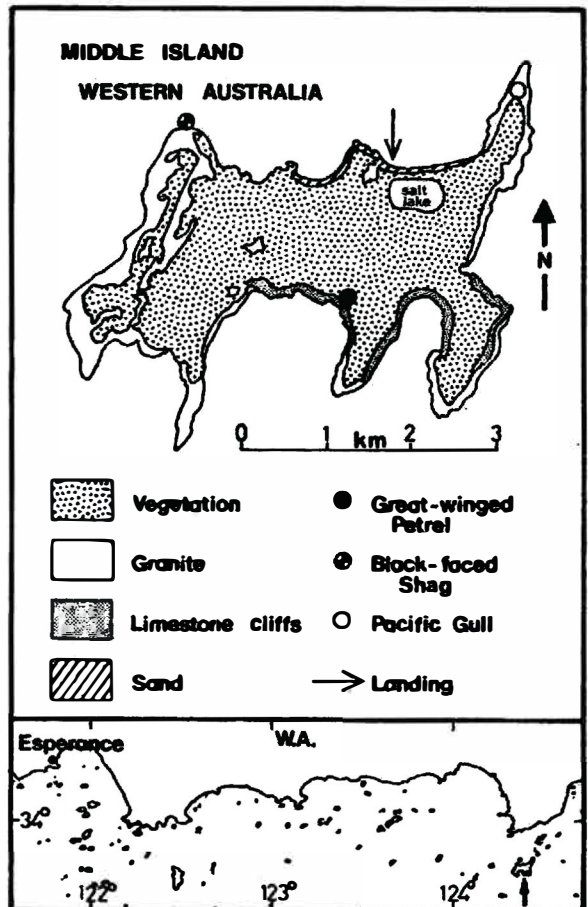 MIDDLE ISLAND
WESTERN AUSTRALIA
salt
lake
N
0 1 2 3
km
Vegetation
Granite
Limestone cliffs
Sand
Great-winged
Petrel
Black-faced
Shag
Pacific Gull
Landing
Esperance
W.A.
34°
122° 123° 124°